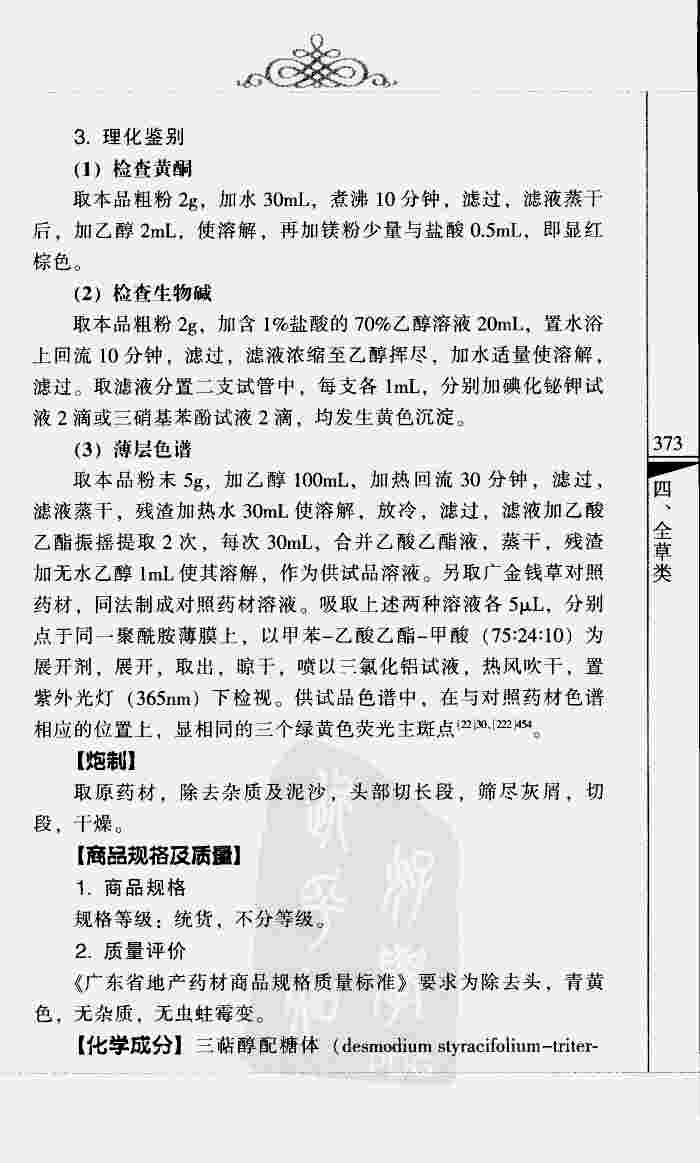 3. 理化鉴别
(1) 检查黄酮
取本品粗粉 2g，加水 30mL，煮沸 10 分钟，滤过，滤液蒸干
后，加乙醇 2mL，使溶解，再加镁粉少量与盐酸 0.5mL，即显红
棕色。
(2) 检查生物碱
取本品粗粉 2g，加含 1%盐酸的 70%乙醇溶液 20mL，置水浴
上回流 10 分钟，滤过，滤液浓缩至乙醇挥尽，加水适量使溶解，
滤过。取滤液分置二支试管中，每支各 1mL，分别加碘化铋钾试
液 2 滴或三硝基苯酚试液 2 滴，均发生黄色沉淀。
(3) 薄层色谱
取本品粉末 5g，加乙醇 100mL，加热回流 30 分钟，滤过，
滤液蒸干，残渣加热水 30mL 使溶解，放冷，滤过，滤液加乙酸
乙酯振摇提取 2 次，每次 30mL，合并乙酸乙酯液，蒸干，残渣
加无水乙醇 1mL 使其溶解，作为供试品溶液。另取广金钱草对照
药材，同法制成对照药材溶液。吸取上述两种溶液各 5μL，分别
点于同一聚酰胺薄膜上，以甲苯-乙酸乙酯-甲酸（75∶24∶10）为
展开剂，展开，取出，晾干，喷以三氯化铝试液，热风吹干，置
紫外光灯（365nm）下检视。供试品色谱中，在与对照药材色谱
相应的位置上，显相同的三个绿黄色荧光主斑点[22]30、[222]454。
【炮制】
取原药材，除去杂质及泥沙，头部切长段，筛尽灰屑，切
段，干燥。
【商品规格及质量】
1. 商品规格
规格等级：统货，不分等级。
2. 质量评价
《广东省地产药材商品规格质量标准》要求为除去头，青黄
色，无杂质，无虫蛀霉变。
【化学成分】三萜醇配糖体（desmodium styracifolium-triter-
373
四、全草类